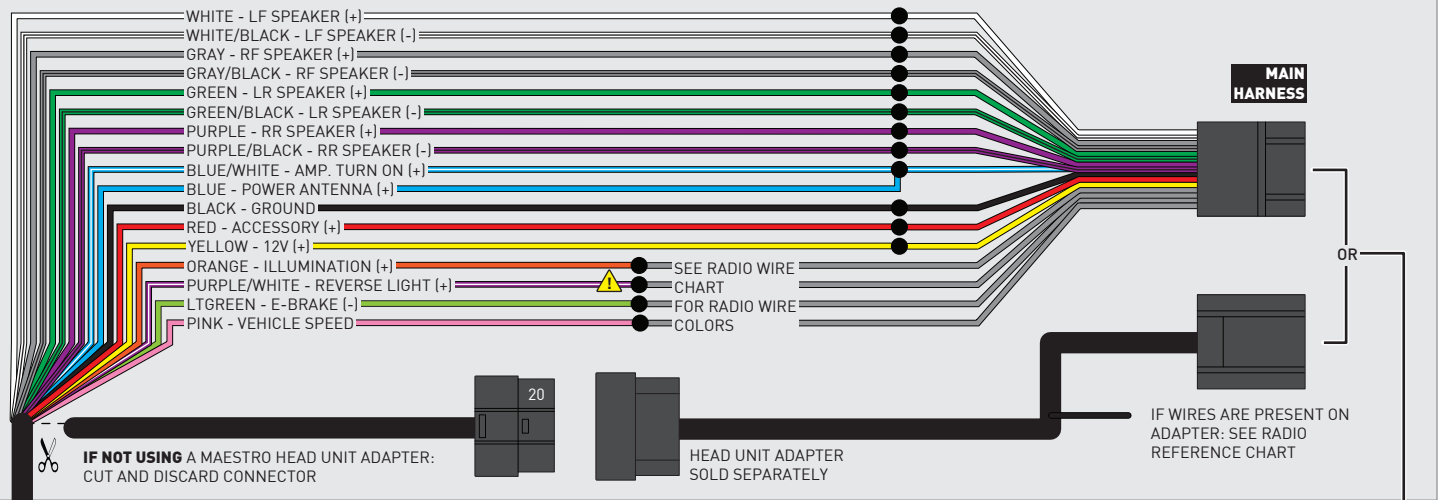 WHITE - LF SPEAKER (+)
WHITE/BLACK - LF SPEAKER (-)
GRAY - RF SPEAKER (+)
GRAY/BLACK - RF SPEAKER (-)
GREEN - LR SPEAKER (+)
GREEN/BLACK - LR SPEAKER (-)
PURPLE - RR SPEAKER (+)
PURPLE/BLACK - RR SPEAKER (-)
BLUE/WHITE - AMP. TURN ON (+)
BLUE - POWER ANTENNA (+)
BLACK - GROUND
RED - ACCESSORY (+)
YELLOW - 12V (+)
ORANGE - ILLUMINATION (+)
PURPLE/WHITE - REVERSE LIGHT (+)
LTGREEN - E-BRAKE (-)
PINK - VEHICLE SPEED
!
SEE RADIO WIRE
CHART
FOR RADIO WIRE
COLORS
MAIN
HARNESS
OR
20
IF NOT USING A MAESTRO HEAD UNIT ADAPTER:
CUT AND DISCARD CONNECTOR
HEAD UNIT ADAPTER
SOLD SEPARATELY
IF WIRES ARE PRESENT ON
ADAPTER: SEE RADIO
REFERENCE CHART